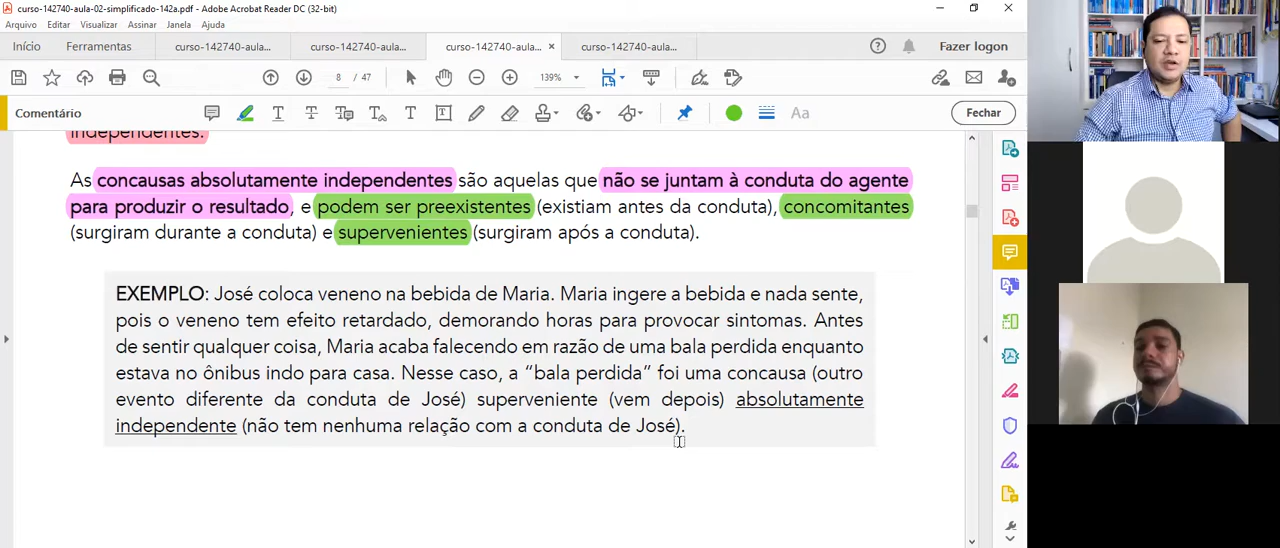 curso-142740-aula-02-simplificado-142a.pdf - Adobe Acrobat Reader DC (32-bit)
Arquivo Editar Visualizar Assinar Janela Ajuda
Início Ferramentas curso-142740-aula... curso-142740-aula... curso-142740-aul... × curso-142740-aula... Fazer logon
8 / 47 139%
Comentário Aa Fechar
independentes.
As concausas absolutamente independentes são aquelas que não se juntam à conduta do agente
para produzir o resultado, e podem ser preexistentes (existiam antes da conduta), concomitantes
(surgiram durante a conduta) e supervenientes (surgiram após a conduta).
EXEMPLO: José coloca veneno na bebida de Maria. Maria ingere a bebida e nada sente,
pois o veneno tem efeito retardado, demorando horas para provocar sintomas. Antes
de sentir qualquer coisa, Maria acaba falecendo em razão de uma bala perdida enquanto
estava no ônibus indo para casa. Nesse caso, a “bala perdida” foi uma concausa (outro
evento diferente da conduta de José) superveniente (vem depois) absolutamente
independente (não tem nenhuma relação com a conduta de José).